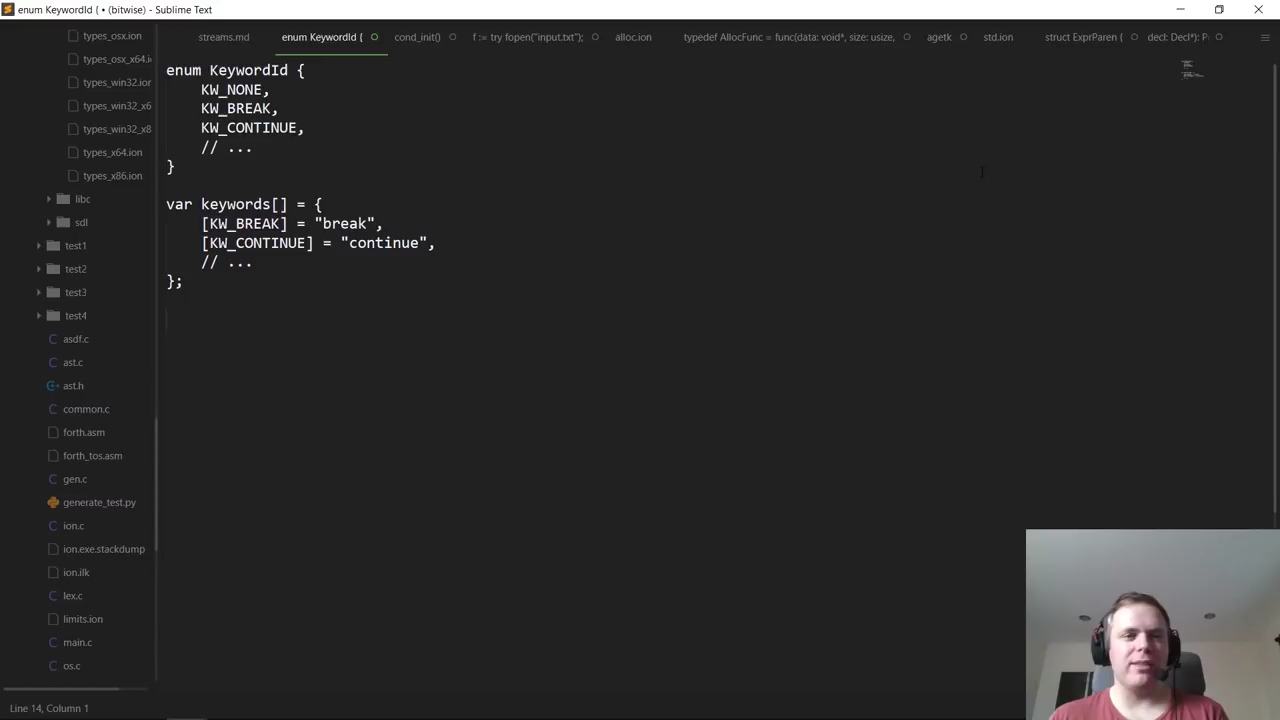 enum KeywordId { • (bitwise) - Sublime Text
streams.md
enum KeywordId {
cond_init()
f := try fopen("input.txt");
alloc.ion
typedef AllocFunc = func(data: void*, size: usize,
agetk
std.ion
struct ExprParen {
decl: Decl*):
types_osx.ion
types_osx_x64.i
types_win32.ion
types_win32_x6
types_win32_x8
types_x64.ion
types_x86.ion
libc
sdl
test1
test2
test3
test4
asdf.c
ast.c
ast.h
common.c
forth.asm
forth_tos.asm
gen.c
generate_test.py
ion.c
ion.exe.stackdump
ion.ilk
lex.c
limits.ion
main.c
os.c
enum KeywordId {
KW_NONE,
KW_BREAK,
KW_CONTINUE,
// ...
}
var keywords[] = {
[KW_BREAK] = "break",
[KW_CONTINUE] = "continue",
// ...
};
Line 14, Column 1